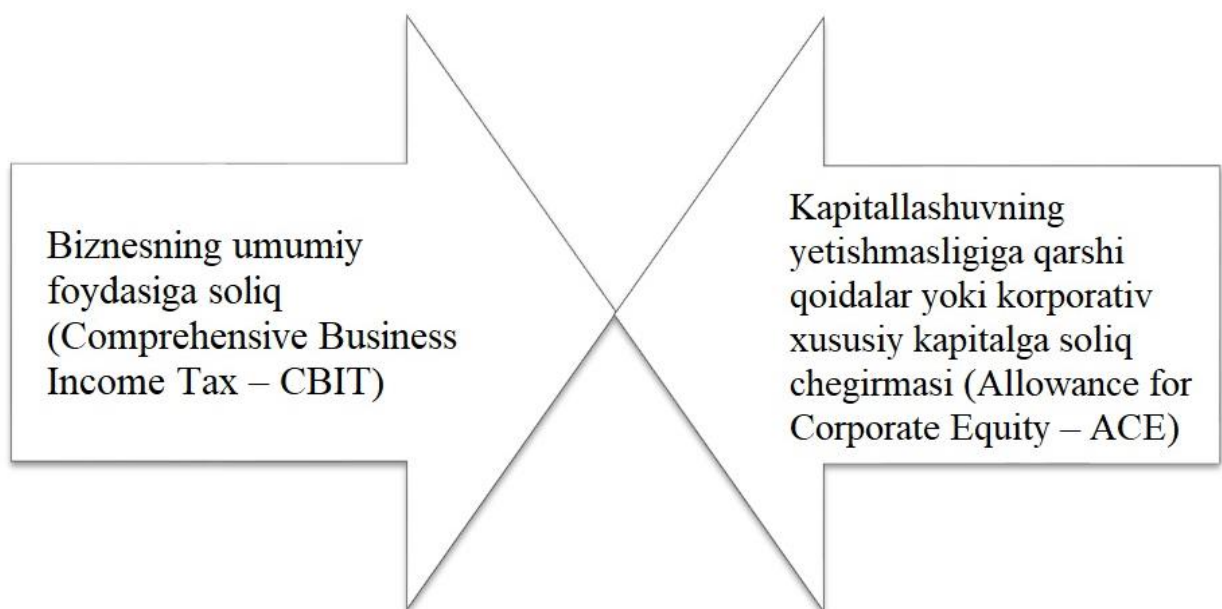 Biznesning umumiy
foydasiga soliq
(Comprehensive Business
Income Tax – CBIT)
Kapitallashuvning
yetishmasligiga qarshi
qoidalar yoki korporativ
xususiy kapitalga soliq
chegirmasi (Allowance for
Corporate Equity – ACE)